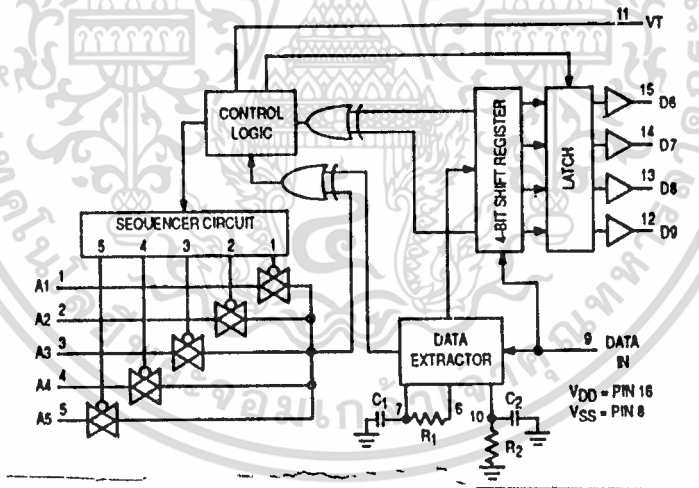 11 VT
CONTROL
LOGIC
4-BIT SHIFT REGISTER
LATCH
15 D6
14 D7
13 D8
12 D9
SEQUENCER CIRCUIT
5 4 3 2 1
A1 1
A2 2
A3 3
A4 4
A5 5
DATA
EXTRACTOR
9 DATA
IN
C1 7 R1 6 10 C2 R2
VDD = PIN 16
VSS = PIN 8